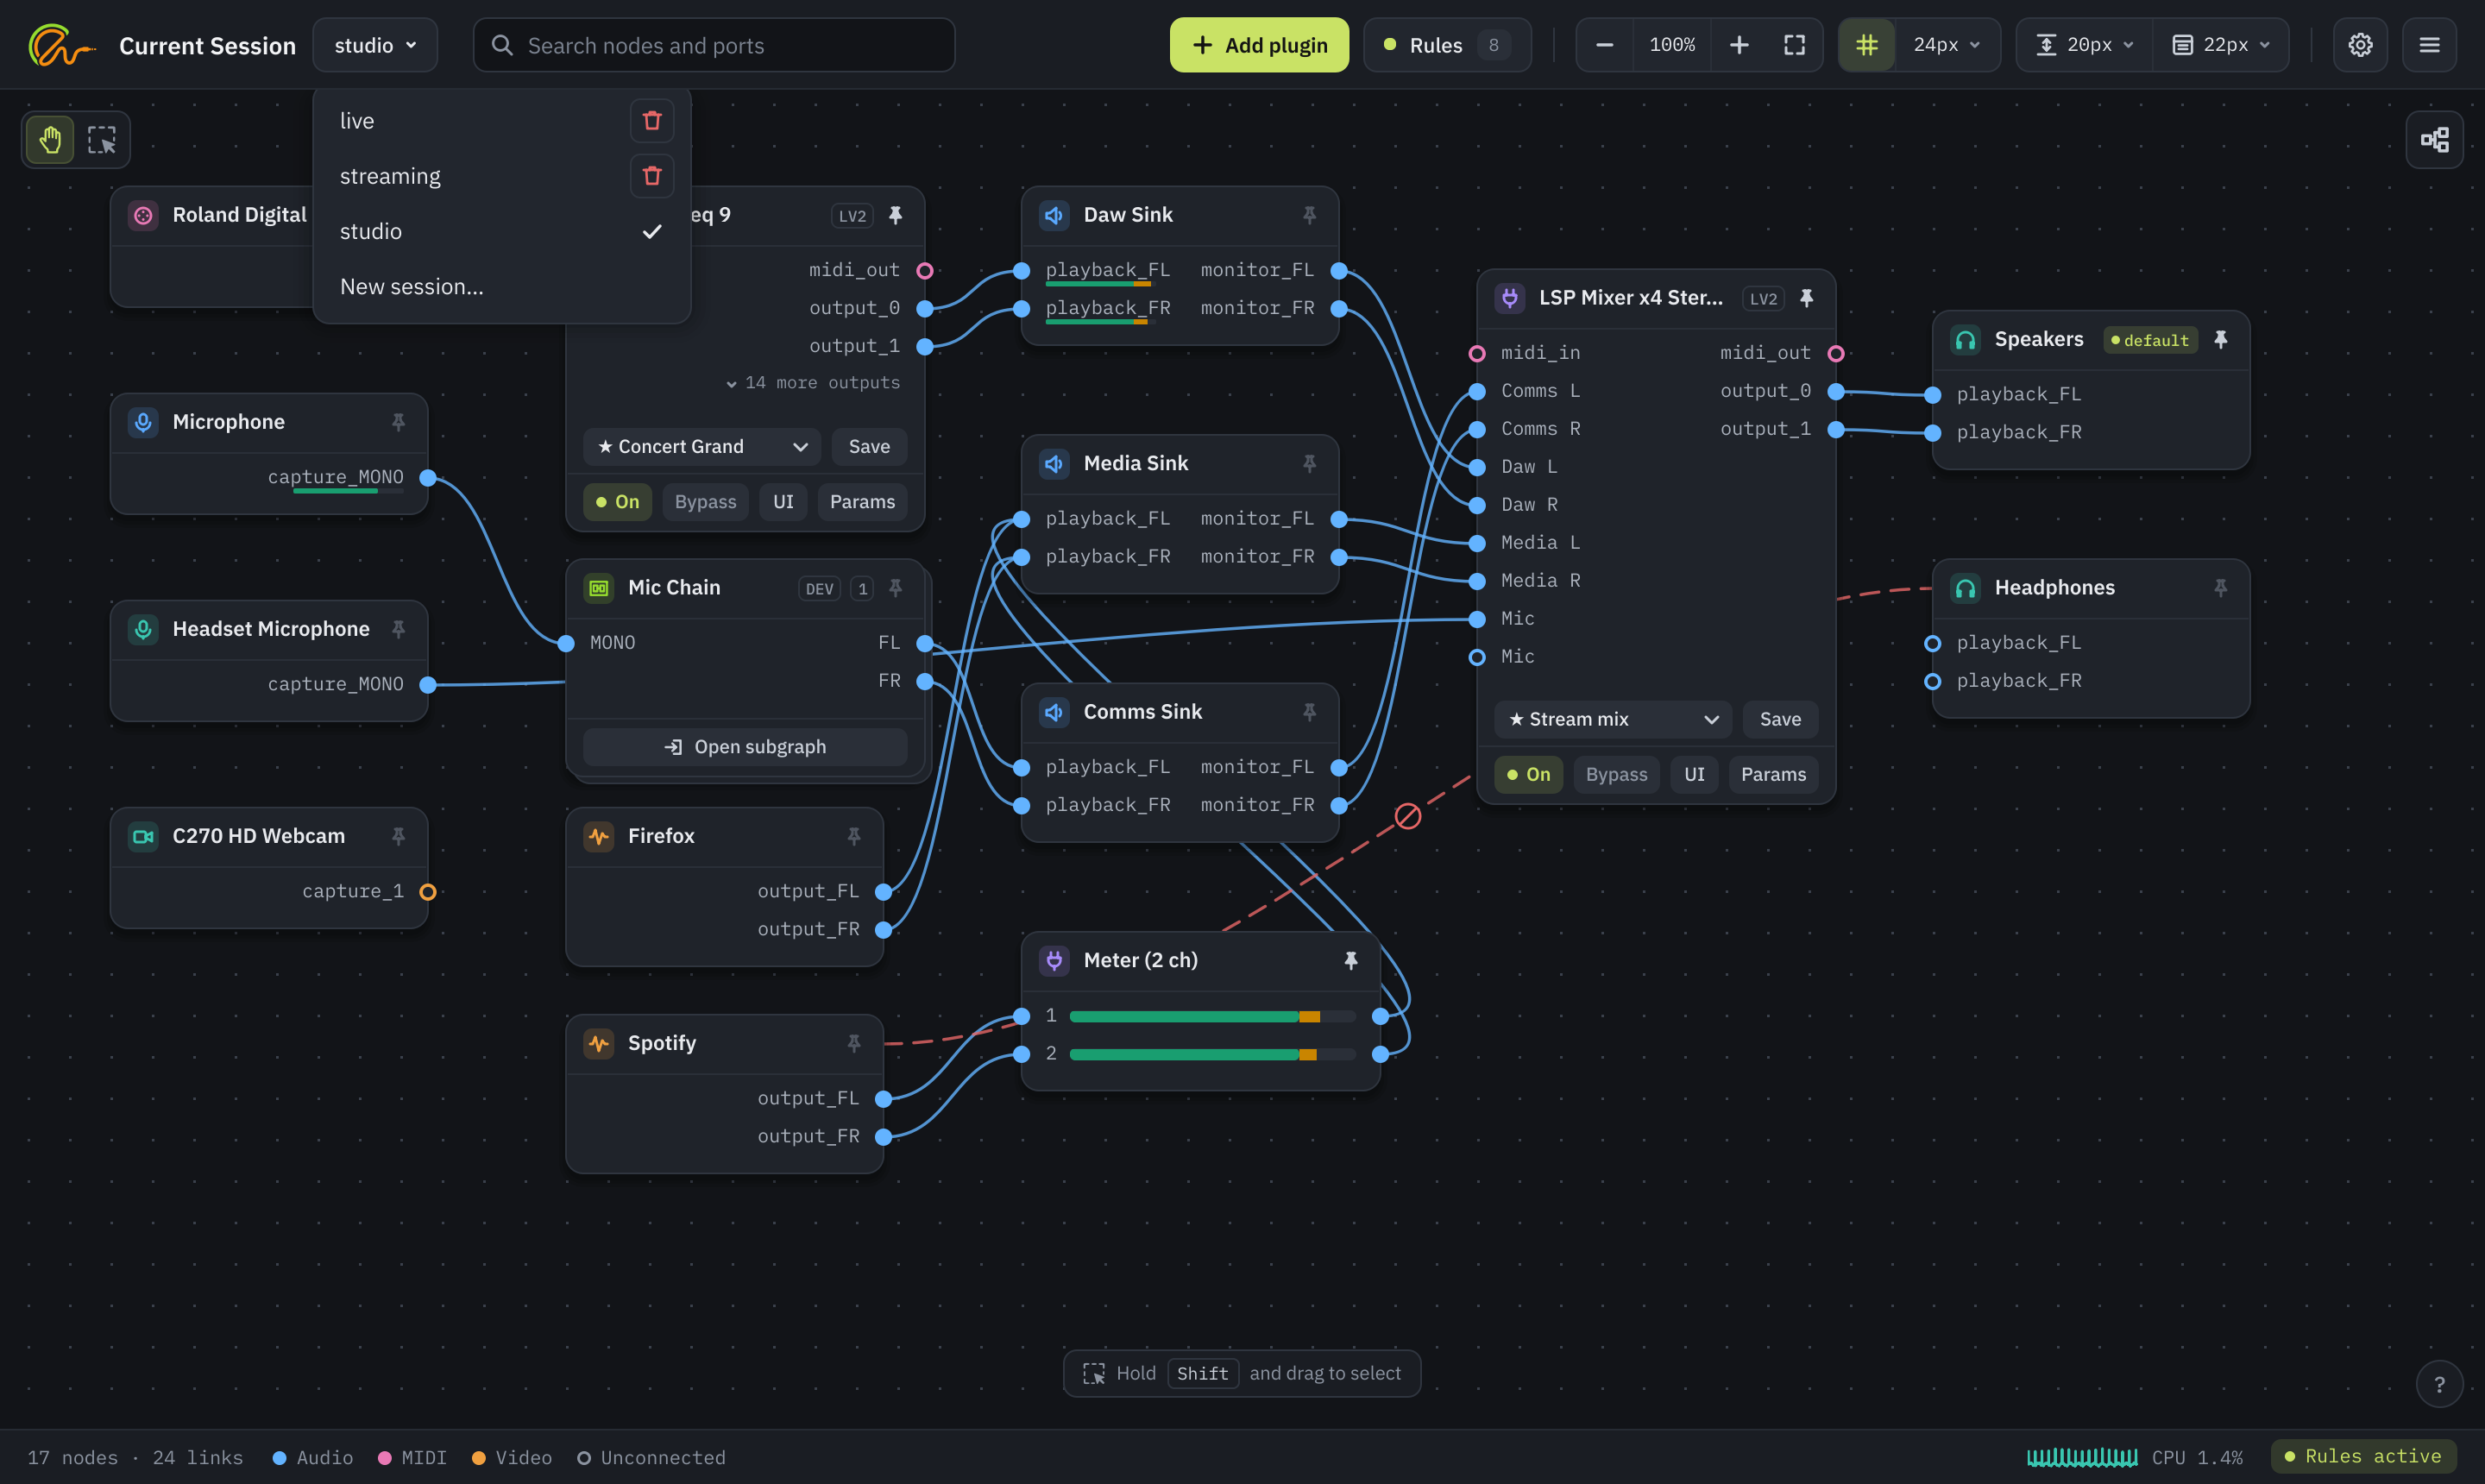 Current Session
studio
Search nodes and ports
Add plugin
Rules 8
100%
24px
20px
22px
live
streaming
studio
New session...
Roland Digital
eq 9
LV2
midi_out
output_0
output_1
14 more outputs
★ Concert Grand
Save
On
Bypass
UI
Params
Daw Sink
playback_FL monitor_FL
playback_FR monitor_FR
LSP Mixer x4 Ster...
LV2
midi_in midi_out
Comms L output_0
Comms R output_1
Daw L
Daw R
Media L
Media R
Mic
Mic
★ Stream mix
Save
On
Bypass
UI
Params
Speakers
default
playback_FL
playback_FR
Microphone
capture_MONO
Media Sink
playback_FL monitor_FL
playback_FR monitor_FR
Mic Chain
DEV
1
MONO FL
FR
Open subgraph
Headphones
playback_FL
playback_FR
Headset Microphone
capture_MONO
Comms Sink
playback_FL monitor_FL
playback_FR monitor_FR
C270 HD Webcam
capture_1
Firefox
output_FL
output_FR
Meter (2 ch)
1
2
Spotify
output_FL
output_FR
Hold Shift and drag to select
?
17 nodes · 24 links
Audio
MIDI
Video
Unconnected
CPU 1.4%
Rules active